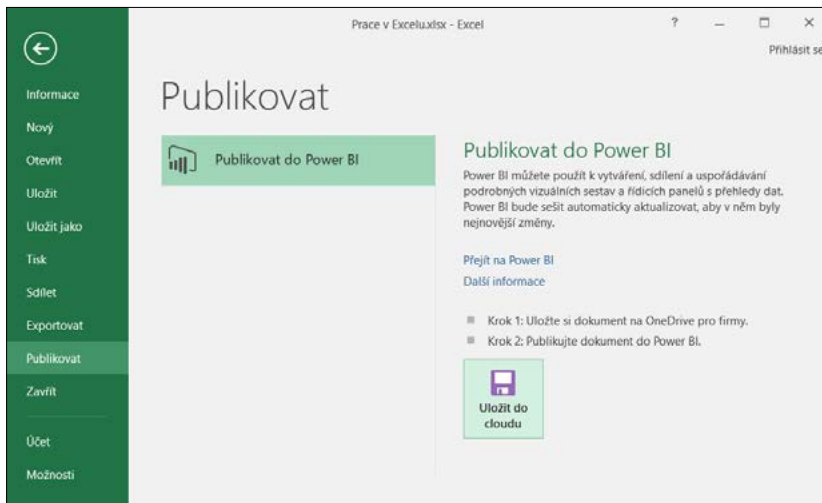 Prace v Excelu.xlsx - Excel
?
Přihlásit se
Informace
Nový
Otevřít
Uložit
Uložit jako
Tisk
Sdílet
Exportovat
Publikovat
Zavřít
Účet
Možnosti
Publikovat
Publikovat do Power BI
Publikovat do Power BI
Power BI můžete použít k vytváření, sdílení a uspořádávání
podrobných vizuálních sestav a řídicích panelů s přehledy dat.
Power BI bude sešit automaticky aktualizovat, aby v něm byly
nejnovější změny.
Přejít na Power BI
Další informace
Krok 1: Uložte si dokument na OneDrive pro firmy.
Krok 2: Publikujte dokument do Power BI.
Uložit do
cloudu